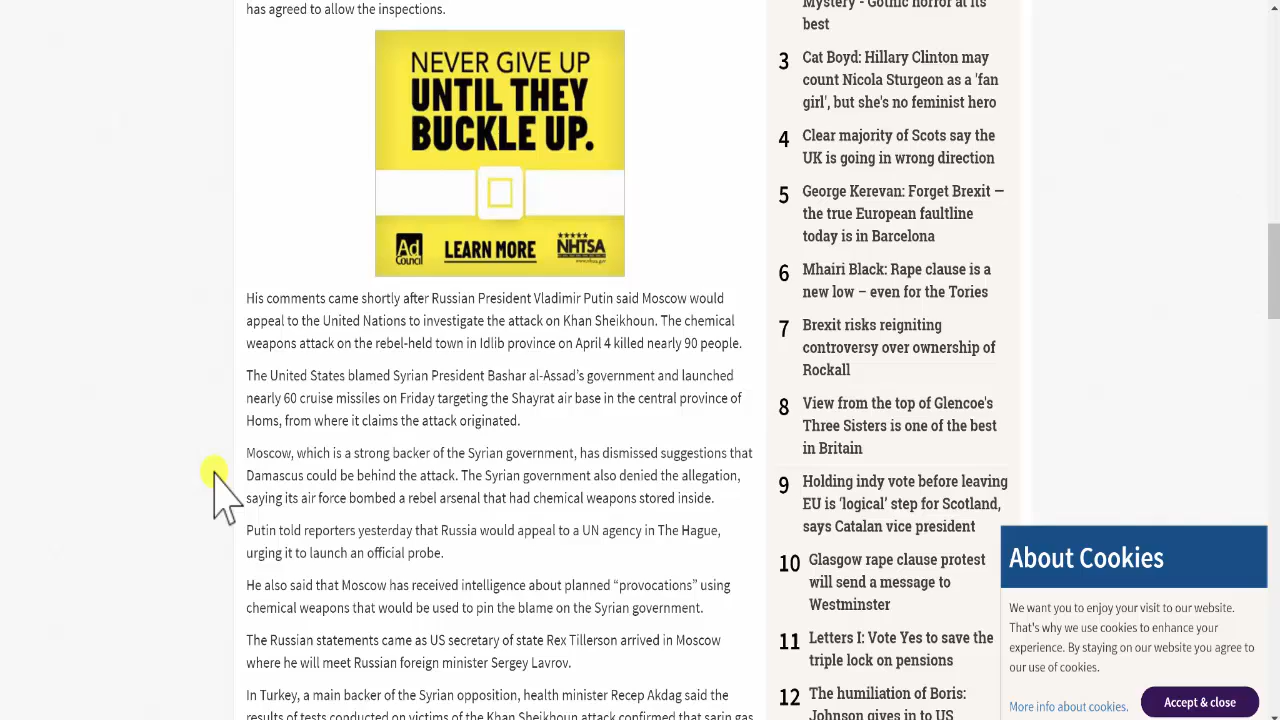 has agreed to allow the inspections.
NEVER GIVE UP
UNTIL THEY
BUCKLE UP.
Ad
COUNCIL
LEARN MORE
NHTSA
www.nhtsa.gov
His comments came shortly after Russian President Vladimir Putin said Moscow would
appeal to the United Nations to investigate the attack on Khan Sheikhoun. The chemical
weapons attack on the rebel-held town in Idlib province on April 4 killed nearly 90 people.
The United States blamed Syrian President Bashar al-Assad’s government and launched
nearly 60 cruise missiles on Friday targeting the Shayrat air base in the central province of
Homs, from where it claims the attack originated.
Moscow, which is a strong backer of the Syrian government, has dismissed suggestions that
Damascus could be behind the attack. The Syrian government also denied the allegation,
saying its air force bombed a rebel arsenal that had chemical weapons stored inside.
Putin told reporters yesterday that Russia would appeal to a UN agency in The Hague,
urging it to launch an official probe.
He also said that Moscow has received intelligence about planned “provocations” using
chemical weapons that would be used to pin the blame on the Syrian government.
The Russian statements came as US secretary of state Rex Tillerson arrived in Moscow
where he will meet Russian foreign minister Sergey Lavrov.
In Turkey, a main backer of the Syrian opposition, health minister Recep Akdag said the
results of tests conducted on victims of the Khan Sheikhoun attack confirmed that sarin gas
Mystery - Gothic horror at its
best
3 Cat Boyd: Hillary Clinton may
count Nicola Sturgeon as a 'fan
girl', but she's no feminist hero
4 Clear majority of Scots say the
UK is going in wrong direction
5 George Kerevan: Forget Brexit —
the true European faultline
today is in Barcelona
6 Mhairi Black: Rape clause is a
new low – even for the Tories
7 Brexit risks reigniting
controversy over ownership of
Rockall
8 View from the top of Glencoe's
Three Sisters is one of the best
in Britain
9 Holding indy vote before leaving
EU is ‘logical’ step for Scotland,
says Catalan vice president
10 Glasgow rape clause protest
will send a message to
Westminster
11 Letters I: Vote Yes to save the
triple lock on pensions
12 The humiliation of Boris:
Johnson gives in to US
About Cookies
We want you to enjoy your visit to our website.
That's why we use cookies to enhance your
experience. By staying on our website you agree to
our use of cookies.
More info about cookies.
Accept & close